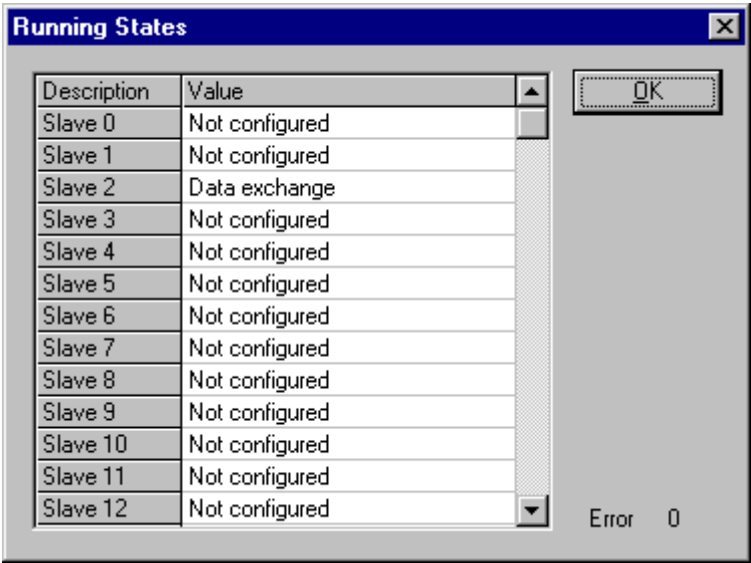 Running States
Description Value
OK
Slave 0 Not configured
Slave 1 Not configured
Slave 2 Data exchange
Slave 3 Not configured
Slave 4 Not configured
Slave 5 Not configured
Slave 6 Not configured
Slave 7 Not configured
Slave 8 Not configured
Slave 9 Not configured
Slave 10 Not configured
Slave 11 Not configured
Slave 12 Not configured
Error 0